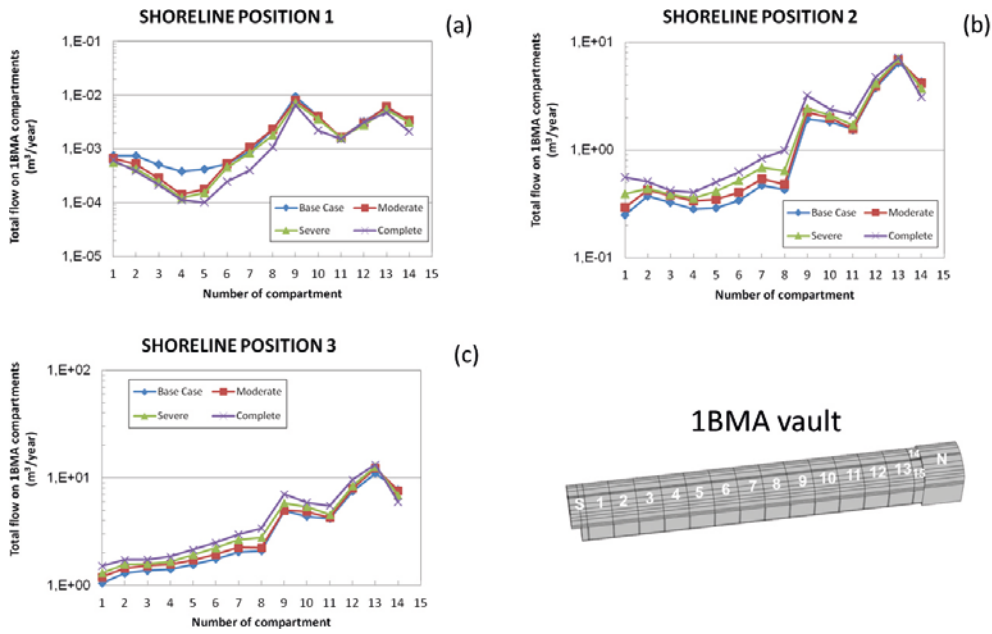 SHORELINE POSITION 1
(a)
Total flow on 1BMA compartments
(m³/year)
1,E-01
1,E-02
1,E-03
1,E-04
1,E-05
Base Case
Moderate
Severe
Complete
1 2 3 4 5 6 7 8 9 10 11 12 13 14 15
Number of compartment
SHORELINE POSITION 2
(b)
Total flow on 1BMA compartments
(m³/year)
1,E+01
1,E+00
1,E-01
Base Case
Moderate
Severe
Complete
1 2 3 4 5 6 7 8 9 10 11 12 13 14 15
Number of compartment
SHORELINE POSITION 3
(c)
Total flow on 1BMA compartments
(m³/year)
1,E+02
1,E+01
1,E+00
Base Case
Moderate
Severe
Complete
1 2 3 4 5 6 7 8 9 10 11 12 13 14 15
Number of compartment
1BMA vault
S 1 2 3 4 5 6 7 8 9 10 11 12 13 14 15 N